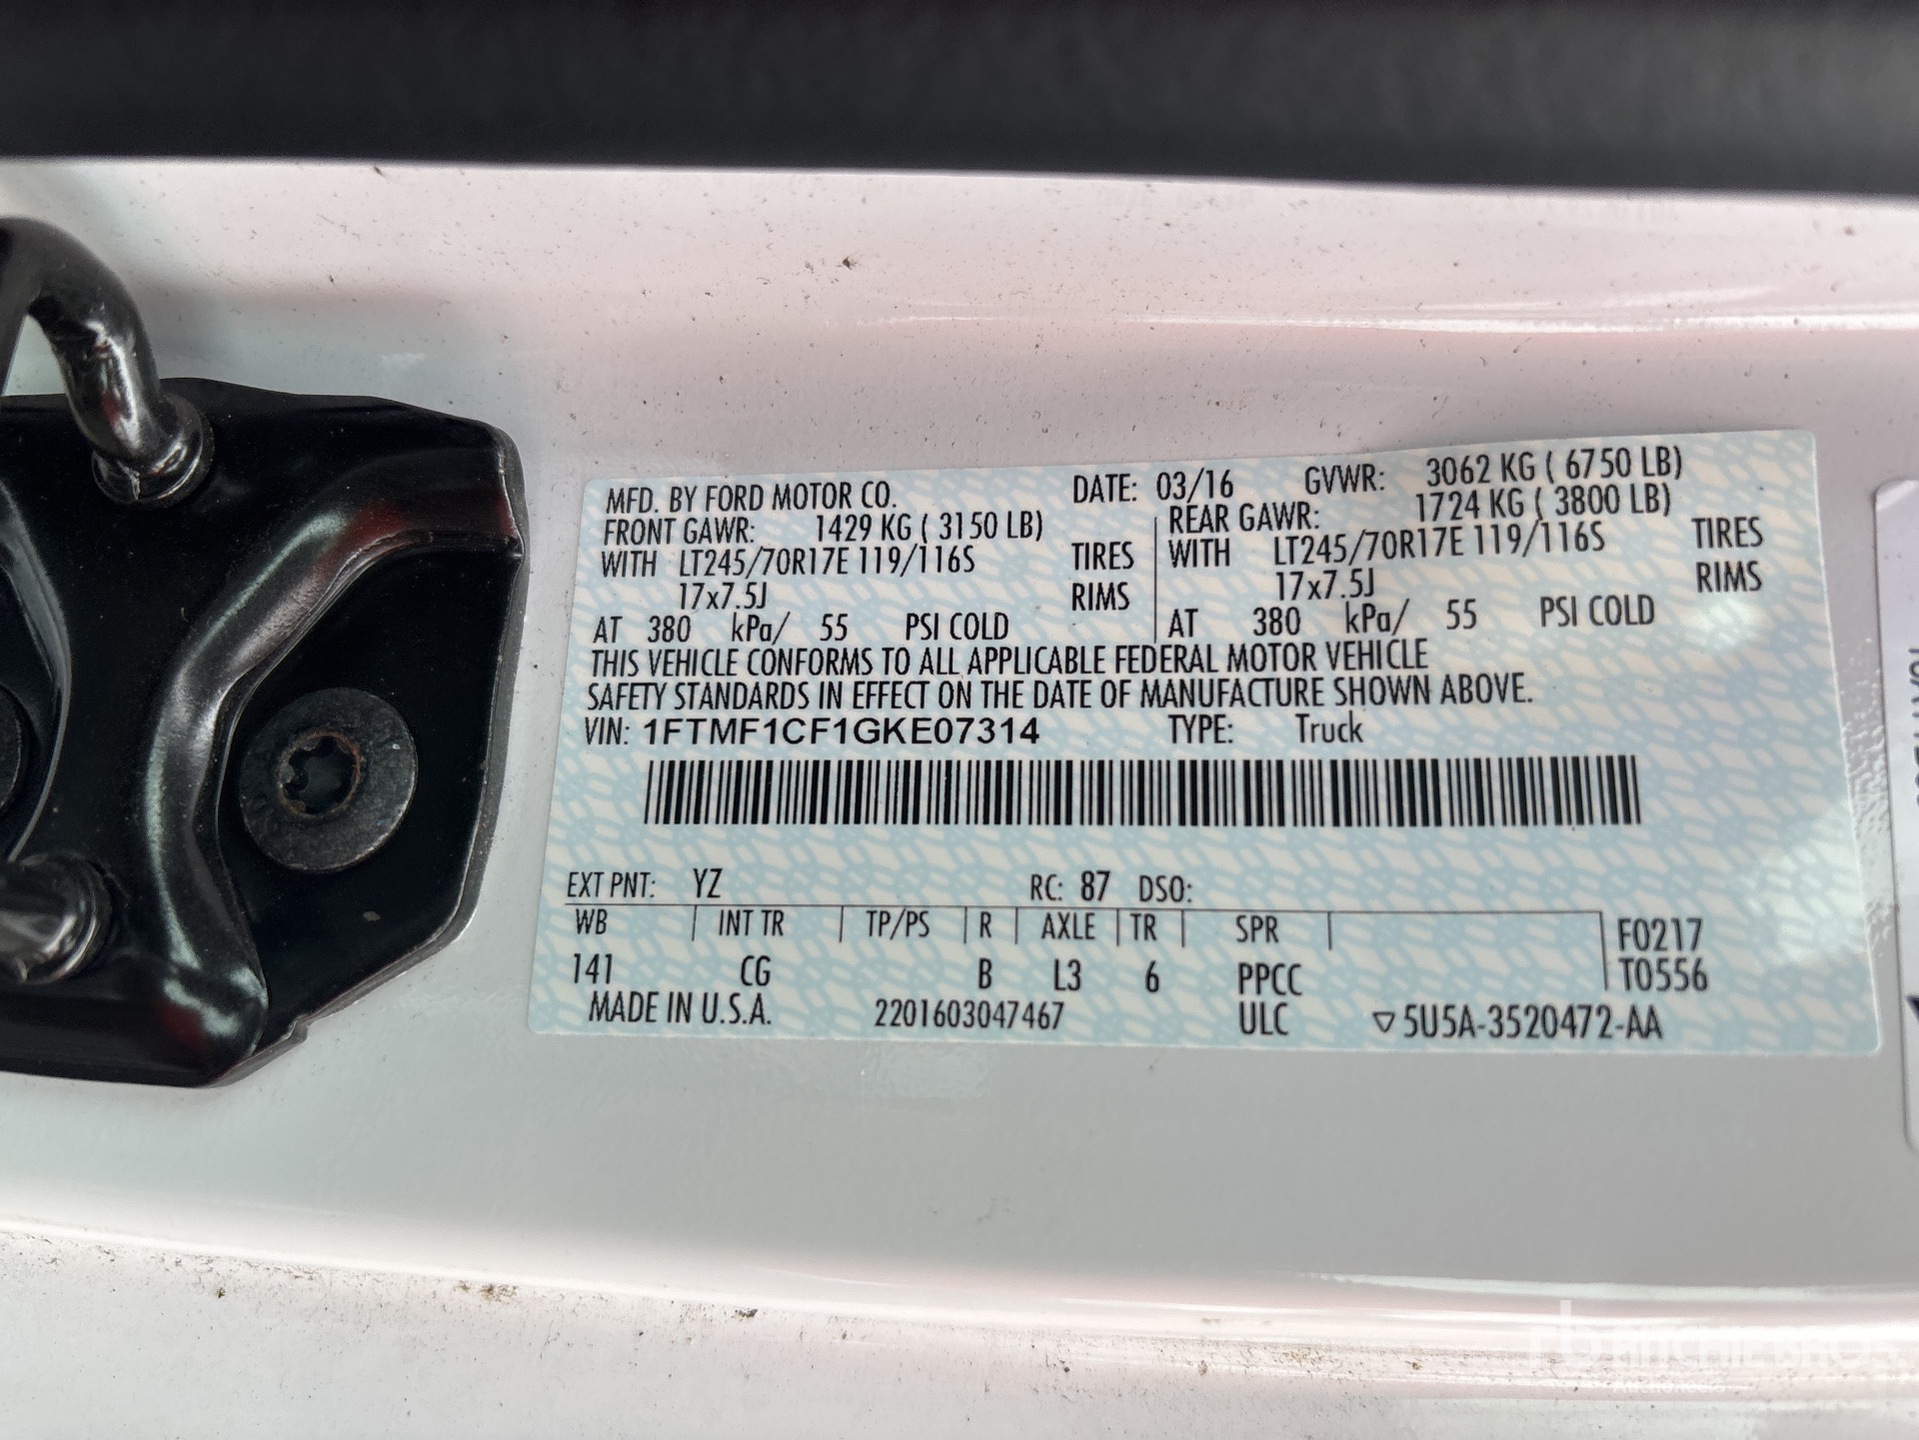 MFD. BY FORD MOTOR CO. DATE: 03/16 GVWR: 3062 KG ( 6750 LB)
FRONT GAWR: 1429 KG ( 3150 LB) REAR GAWR: 1724 KG ( 3800 LB)
WITH LT245/70R17E 119/116S TIRES WITH LT245/70R17E 119/116S TIRES
17x7.5J RIMS 17x7.5J RIMS
AT 380 kPa/ 55 PSI COLD AT 380 kPa/ 55 PSI COLD
THIS VEHICLE CONFORMS TO ALL APPLICABLE FEDERAL MOTOR VEHICLE
SAFETY STANDARDS IN EFFECT ON THE DATE OF MANUFACTURE SHOWN ABOVE.
VIN: 1FTMF1CF1GKE07314 TYPE: Truck
EXT PNT: YZ RC: 87 DSO:
WB INT TR TP/PS R AXLE TR SPR F0217
141 CG B L3 6 PPCC T0556
MADE IN U.S.A. 2201603047467 ULC ▽5U5A-3520472-AA
rb RITCHIE BROS.
Auctioneers